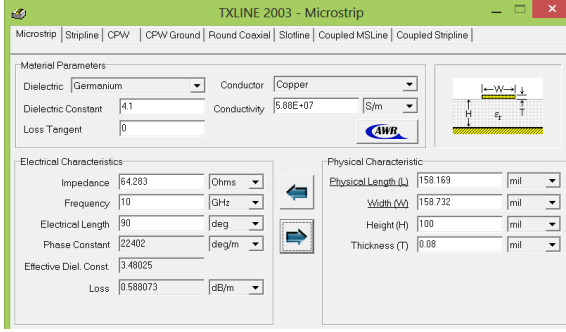 TXLINE 2003 - Microstrip
Microstrip Stripline CPW CPW Ground Round Coaxial Slotline Coupled MSLine Coupled Stripline
Material Parameters
Dielectric Germanium Conductor Copper
Dielectric Constant 4.1 Conductivity 5.88E+07 S/m
Loss Tangent 0
AWR
W
H εr T
Electrical Characteristics
Impedance 64.283 Ohms
Frequency 10 GHz
Electrical Length 90 deg
Phase Constant 22402 deg/m
Effective Diel. Const. 3.48025
Loss 0.588073 dB/m
Physical Characteristic
Physical Length (L) 158.169 mil
Width (W) 158.732 mil
Height (H) 100 mil
Thickness (T) 0.08 mil